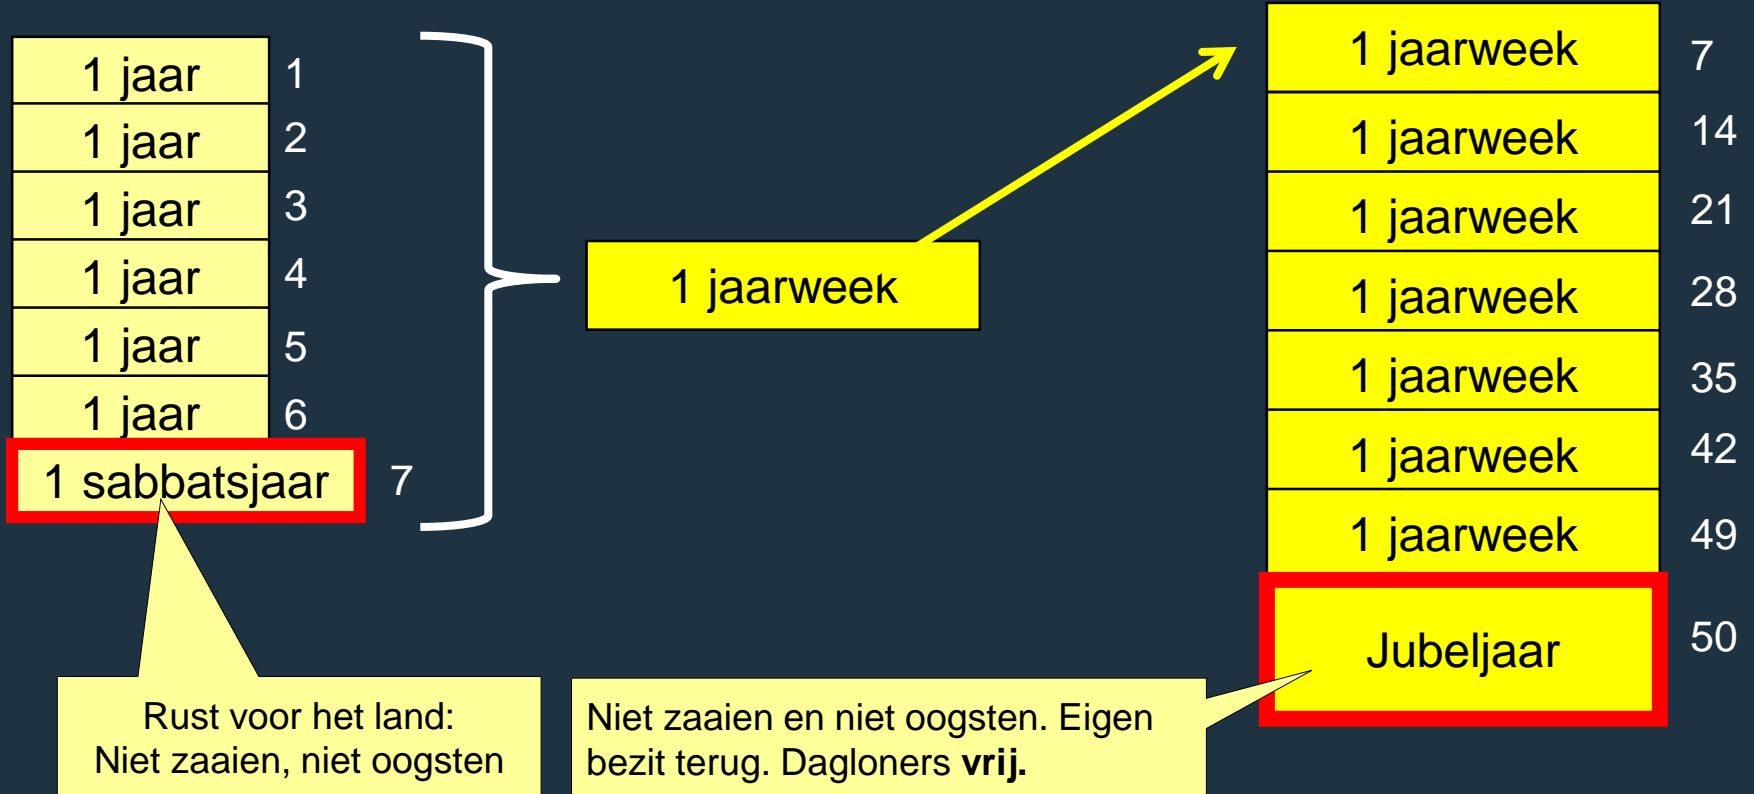 1 jaar 1
1 jaar 2
1 jaar 3
1 jaar 4
1 jaar 5
1 jaar 6
1 sabbatsjaar 7
Rust voor het land:
Niet zaaien, niet oogsten
1 jaarweek
1 jaarweek 7
1 jaarweek 14
1 jaarweek 21
1 jaarweek 28
1 jaarweek 35
1 jaarweek 42
1 jaarweek 49
Jubeljaar 50
Niet zaaien en niet oogsten. Eigen
bezit terug. Dagloners vrij.